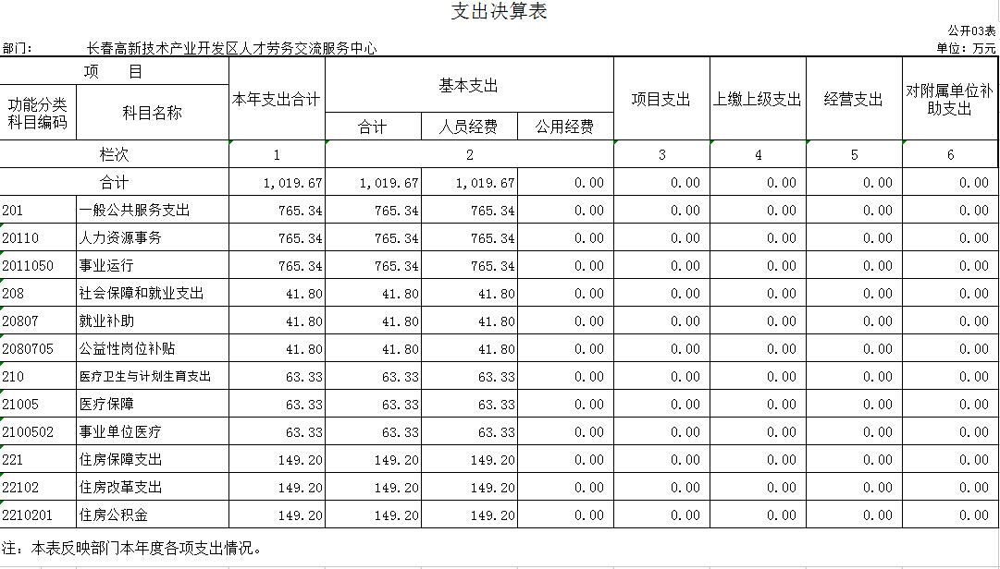 支出决算表
公开03表
部门: 长春高新技术产业开发区人才劳务交流服务中心 单位: 万元
项 目 本年支出合计 基本支出 项目支出 上缴上级支出 经营支出 对附属单位补助支出
功能分类科目编码 科目名称 合计 人员经费 公用经费
栏次 1 2 3 4 5 6
合计 1,019.67 1,019.67 1,019.67 0.00 0.00 0.00 0.00 0.00
201 一般公共服务支出 765.34 765.34 765.34 0.00 0.00 0.00 0.00 0.00
20110 人力资源事务 765.34 765.34 765.34 0.00 0.00 0.00 0.00 0.00
2011050 事业运行 765.34 765.34 765.34 0.00 0.00 0.00 0.00 0.00
208 社会保障和就业支出 41.80 41.80 41.80 0.00 0.00 0.00 0.00 0.00
20807 就业补助 41.80 41.80 41.80 0.00 0.00 0.00 0.00 0.00
2080705 公益性岗位补贴 41.80 41.80 41.80 0.00 0.00 0.00 0.00 0.00
210 医疗卫生与计划生育支出 63.33 63.33 63.33 0.00 0.00 0.00 0.00 0.00
21005 医疗保障 63.33 63.33 63.33 0.00 0.00 0.00 0.00 0.00
2100502 事业单位医疗 63.33 63.33 63.33 0.00 0.00 0.00 0.00 0.00
221 住房保障支出 149.20 149.20 149.20 0.00 0.00 0.00 0.00 0.00
22102 住房改革支出 149.20 149.20 149.20 0.00 0.00 0.00 0.00 0.00
2210201 住房公积金 149.20 149.20 149.20 0.00 0.00 0.00 0.00 0.00
注: 本表反映部门本年度各项支出情况。